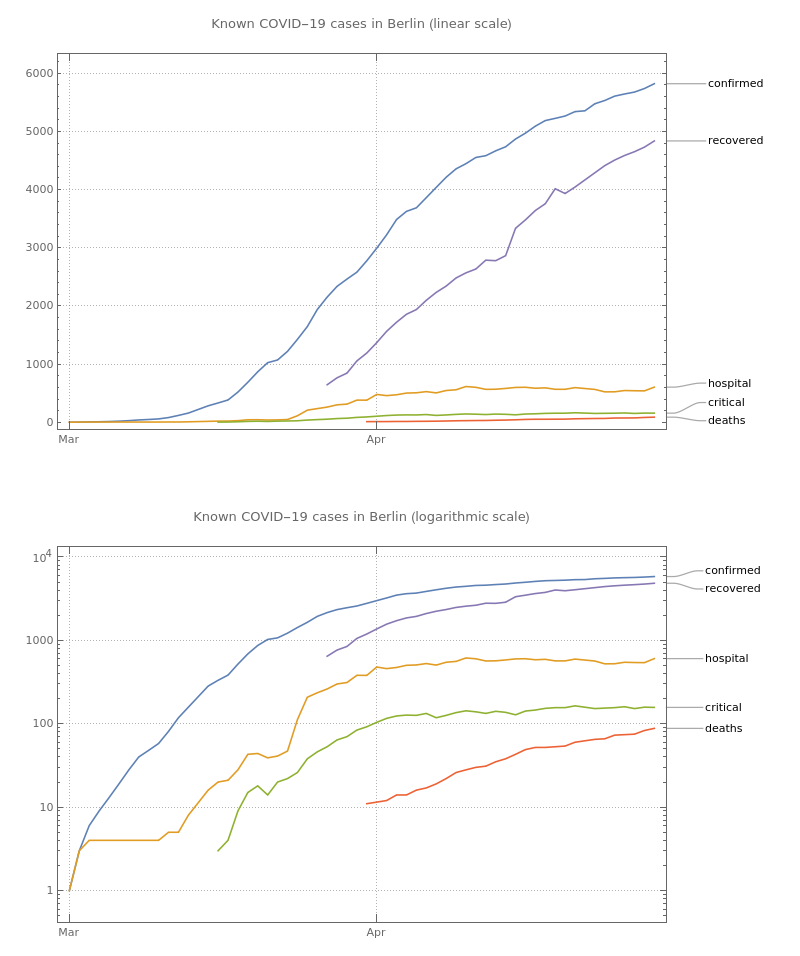 Known COVID−19 cases in Berlin (linear scale)
6000
5000
4000
3000
2000
1000
0
Mar
Apr
confirmed
recovered
hospital
critical
deaths
Known COVID−19 cases in Berlin (logarithmic scale)
10⁴
1000
100
10
1
Mar
Apr
confirmed
recovered
hospital
critical
deaths